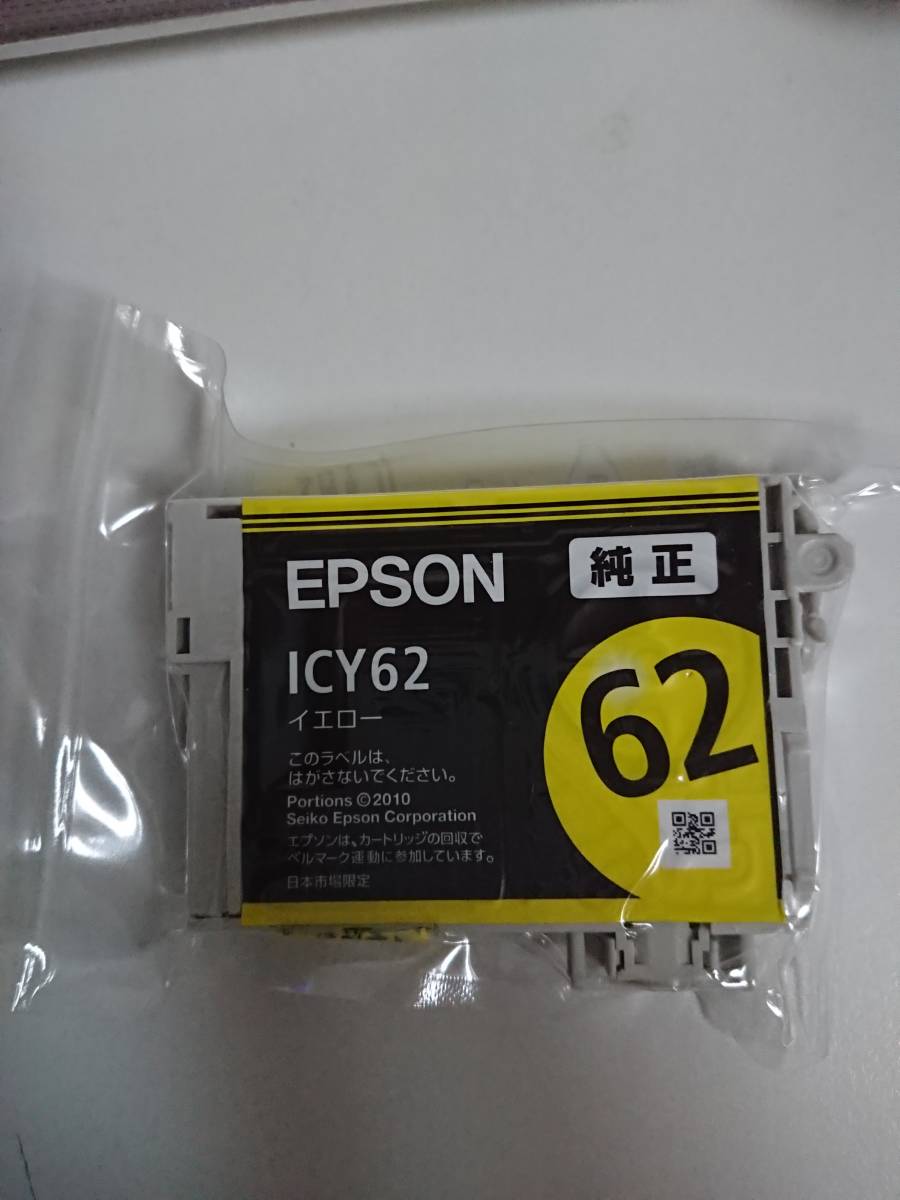 EPSON
純正
ICY62
62
イエロー
このラベルは、
はがさないでください。
Portions ©2010
Seiko Epson Corporation
エプソンは、カートリッジの回収で
ベルマーク運動に参加しています。
日本市場限定